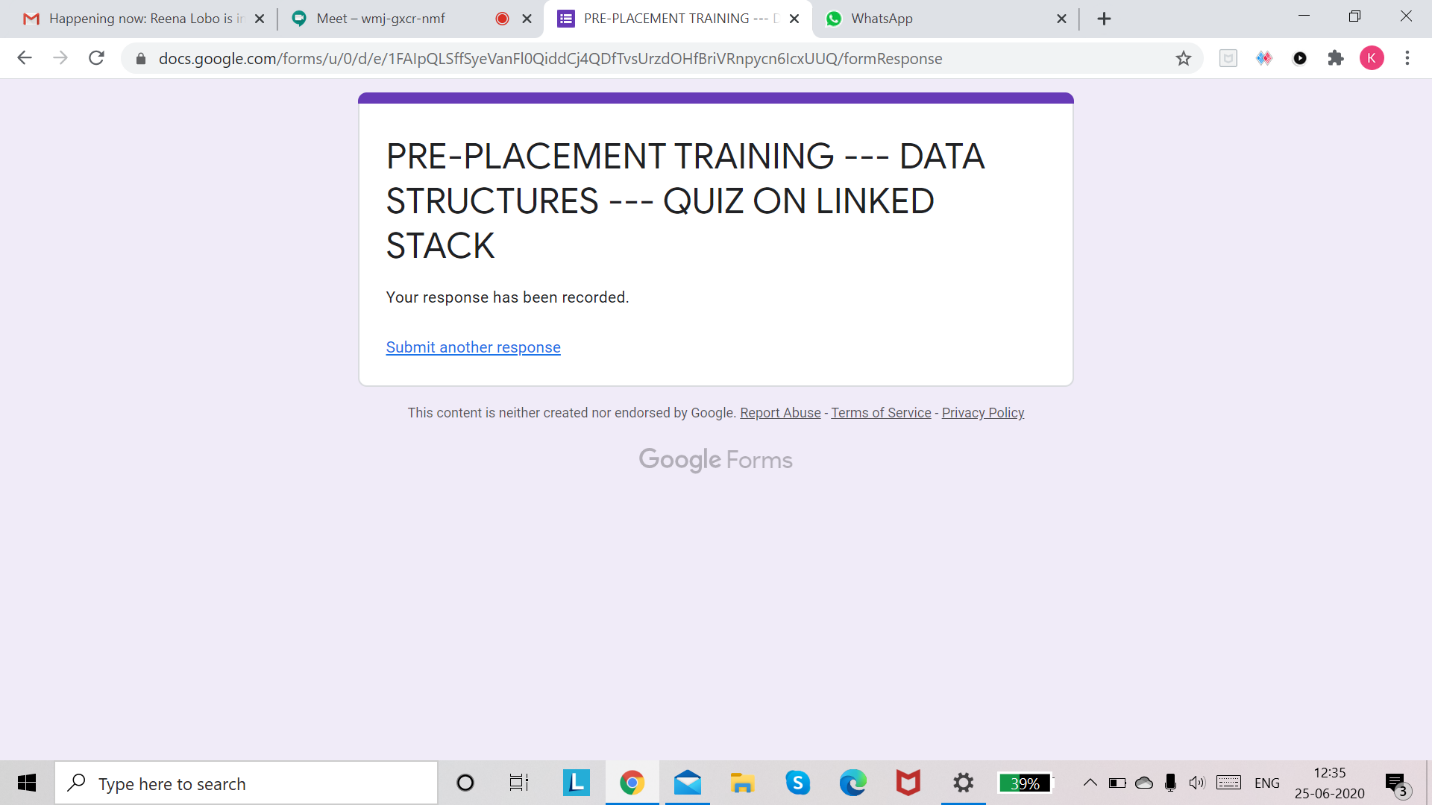 Happening now: Reena Lobo is in
Meet – wmj-gxcr-nmf
PRE-PLACEMENT TRAINING --- D
WhatsApp
docs.google.com/forms/u/0/d/e/1FAIpQLSffSyeVanFl0QiddCj4QDfTvsUrzdOHfBriVRnpycn6IcxUUQ/formResponse
K
PRE-PLACEMENT TRAINING --- DATA
STRUCTURES --- QUIZ ON LINKED
STACK
Your response has been recorded.
Submit another response
This content is neither created nor endorsed by Google. Report Abuse - Terms of Service - Privacy Policy
Google Forms
Type here to search
L
S
39%
ENG
12:35
25-06-2020
3